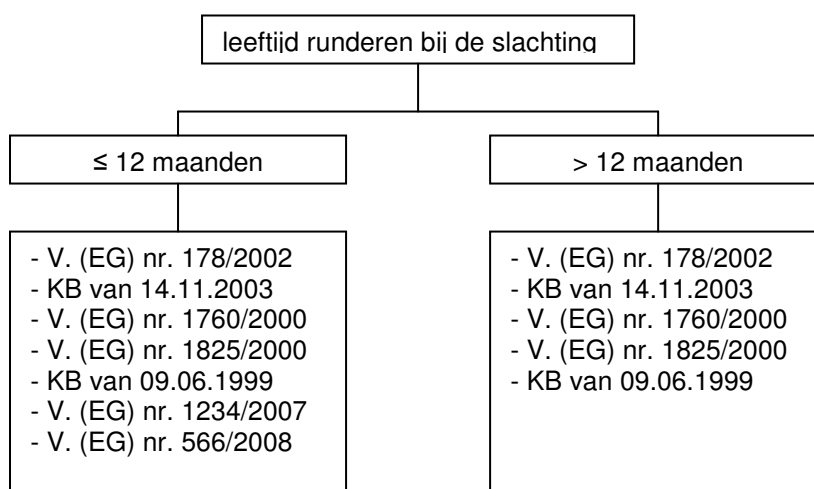 leeftijd runderen bij de slachting
≤ 12 maanden
> 12 maanden
- V. (EG) nr. 178/2002
- KB van 14.11.2003
- V. (EG) nr. 1760/2000
- V. (EG) nr. 1825/2000
- KB van 09.06.1999
- V. (EG) nr. 1234/2007
- V. (EG) nr. 566/2008
- V. (EG) nr. 178/2002
- KB van 14.11.2003
- V. (EG) nr. 1760/2000
- V. (EG) nr. 1825/2000
- KB van 09.06.1999